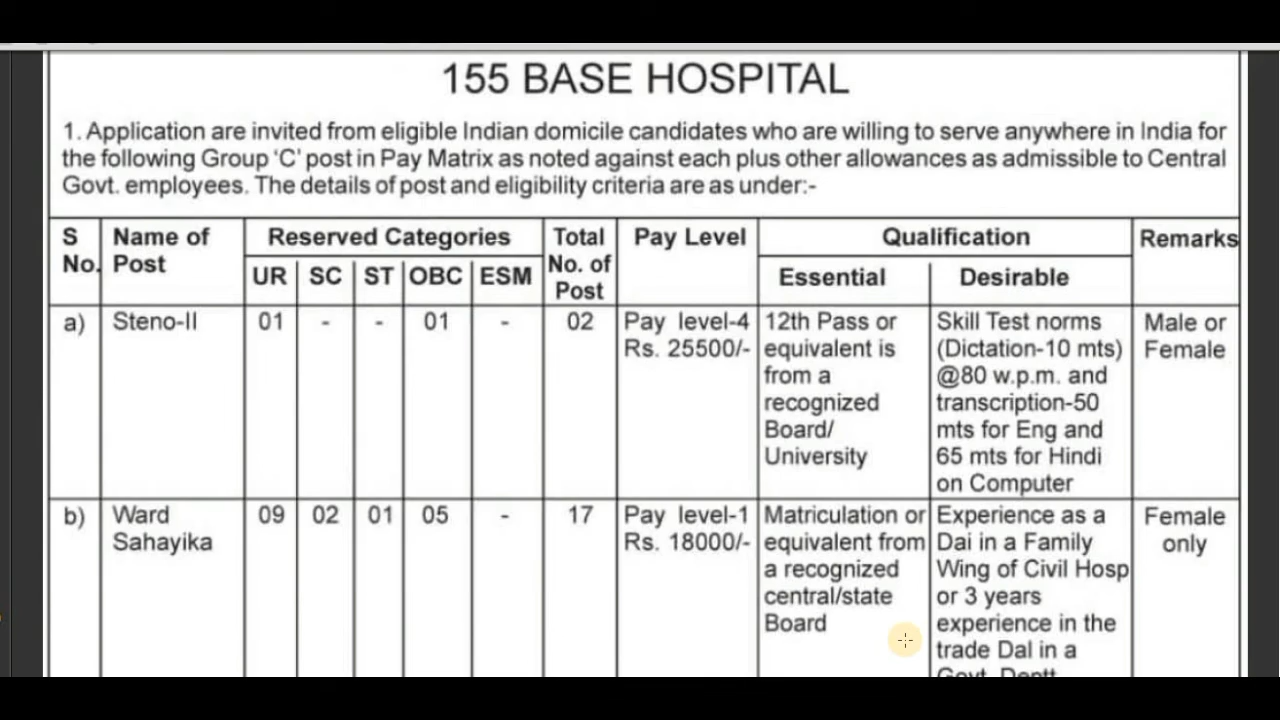 155 BASE HOSPITAL
1. Application are invited from eligible Indian domicile candidates who are willing to serve anywhere in India for
the following Group 'C' post in Pay Matrix as noted against each plus other allowances as admissible to Central
Govt. employees. The details of post and eligibility criteria are as under:-
S No. Name of Post Reserved Categories Total No. of Post Pay Level Qualification Remarks
UR SC ST OBC ESM Essential Desirable
a) Steno-II 01 - - 01 - 02 Pay level-4 12th Pass or Skill Test norms Male or
Rs. 25500/- equivalent is (Dictation-10 mts) Female
from a @80 w.p.m. and
recognized transcription-50
Board/ mts for Eng and
University 65 mts for Hindi
on Computer
b) Ward 09 02 01 05 - 17 Pay level-1 Matriculation or Experience as a Female
Sahayika Rs. 18000/- equivalent from Dai in a Family only
a recognized Wing of Civil Hosp
central/state or 3 years
Board experience in the
trade Dal in a
Govt. Deptt